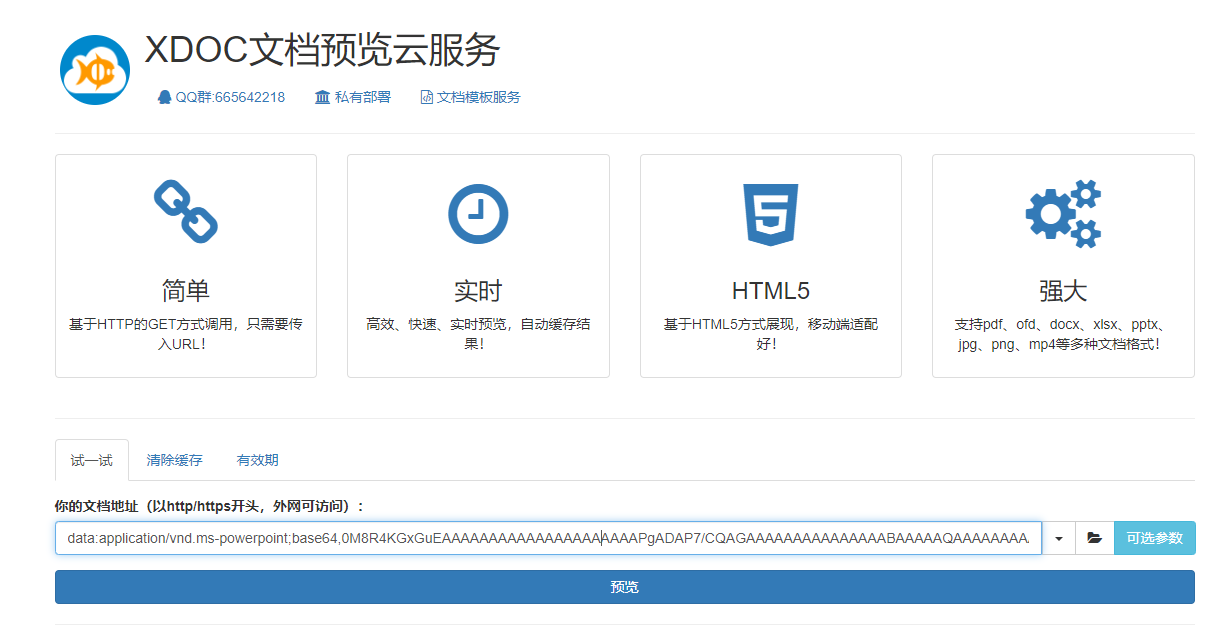 XDOC文档预览云服务
QQ群:665642218 私有部署 文档模板服务
简单
基于HTTP的GET方式调用，只需要传
入URL！
实时
高效、快速、实时预览，自动缓存结
果！
HTML5
基于HTML5方式展现，移动端适配
好！
强大
支持pdf、ofd、docx、xlsx、pptx、
jpg、png、mp4等多种文档格式！
试一试 清除缓存 有效期
你的文档地址（以http/https开头，外网可访问）：
data:application/vnd.ms-powerpoint;base64,0M8R4KGxGuEAAAAAAAAAAAAAAAAAAAAAPgADAP7/CQAGAAAAAAAAAAAAAAABAAAAAQAAAAAAAAAA
可选参数
预览